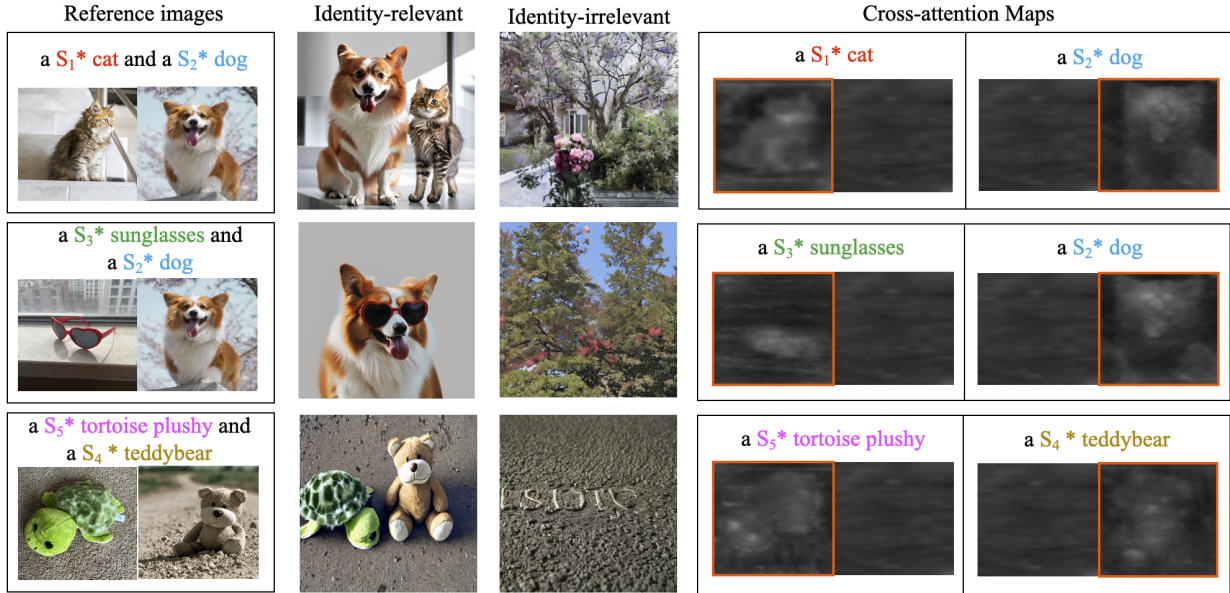 Reference images
Identity-relevant
Identity-irrelevant
Cross-attention Maps
a S₁* cat and a S₂* dog
a S₁* cat
a S₂* dog
a S₃* sunglasses and
a S₂* dog
a S₃* sunglasses
a S₂* dog
a S₅* tortoise plushy and
a S₄ * teddybear
a S₅* tortoise plushy
a S₄ * teddybear